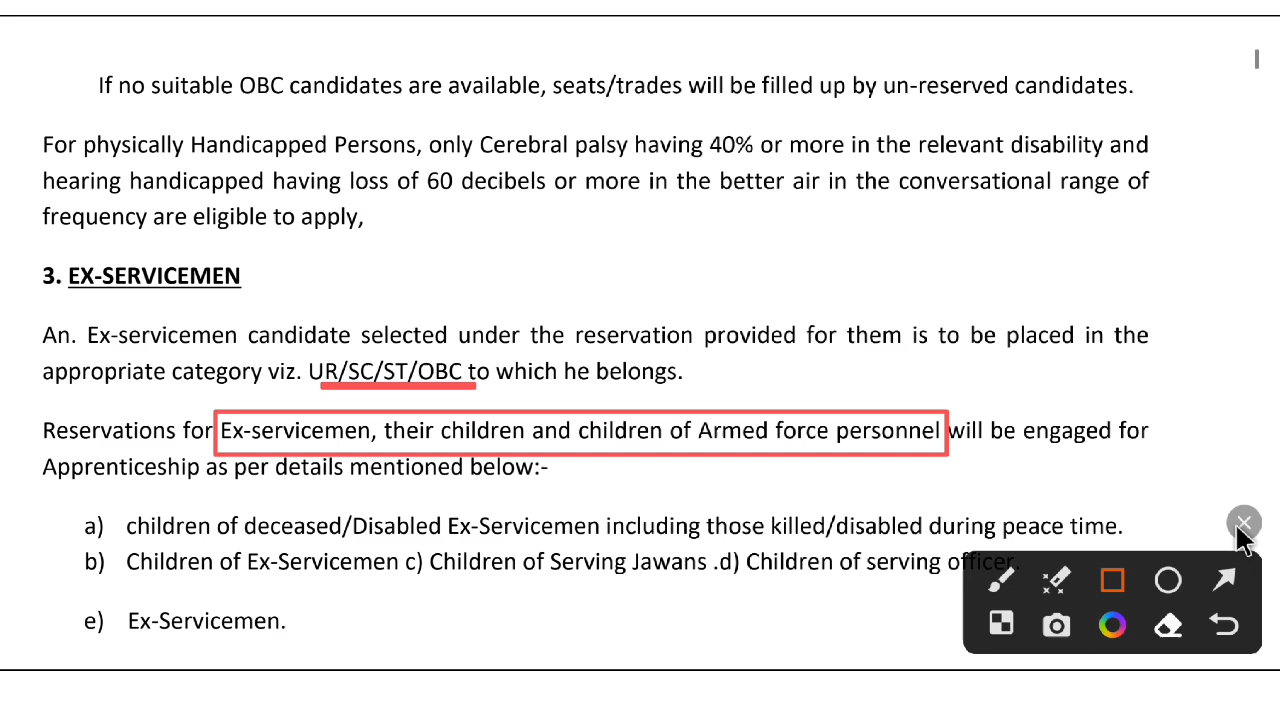 If no suitable OBC candidates are available, seats/trades will be filled up by un-reserved candidates.
For physically Handicapped Persons, only Cerebral palsy having 40% or more in the relevant disability and
hearing handicapped having loss of 60 decibels or more in the better air in the conversational range of
frequency are eligible to apply,
3. EX-SERVICEMEN
An. Ex-servicemen candidate selected under the reservation provided for them is to be placed in the
appropriate category viz. UR/SC/ST/OBC to which he belongs.
Reservations for Ex-servicemen, their children and children of Armed force personnel will be engaged for
Apprenticeship as per details mentioned below:-
a) children of deceased/Disabled Ex-Servicemen including those killed/disabled during peace time.
b) Children of Ex-Servicemen c) Children of Serving Jawans .d) Children of serving officer.
e) Ex-Servicemen.